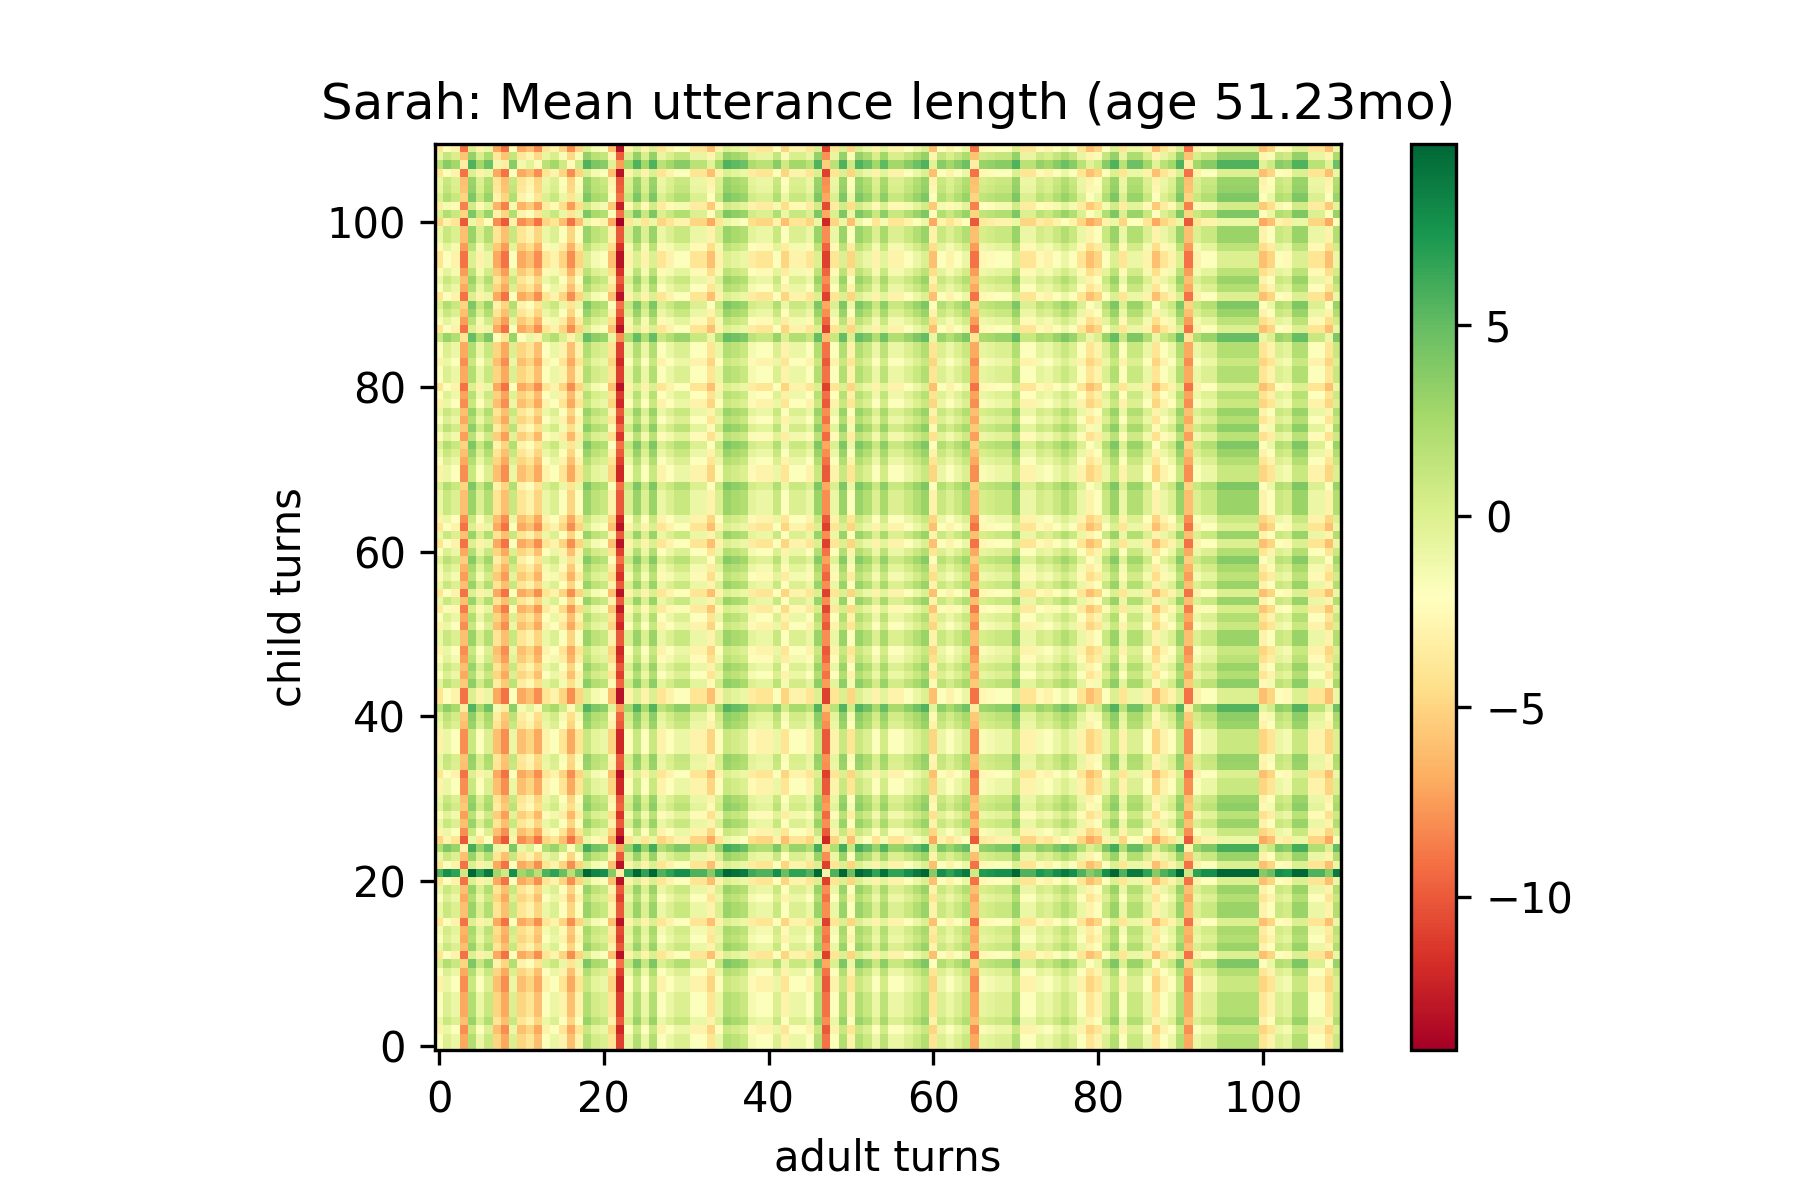 Sarah: Mean utterance length (age 51.23mo)
100
80
60
40
20
0
child turns
0 20 40 60 80 100
adult turns
5
0
−5
−10